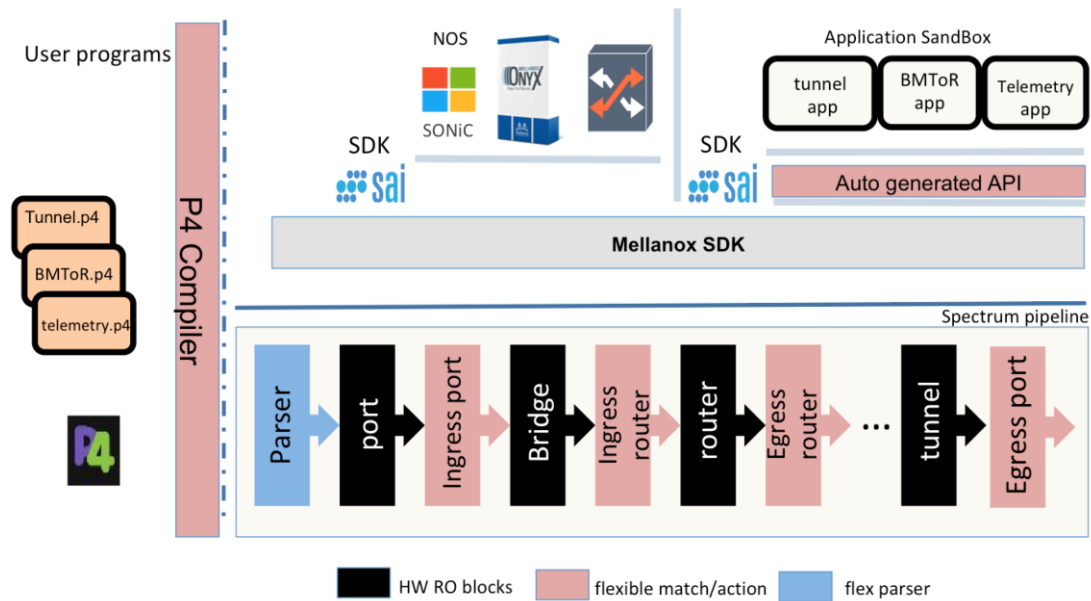 User programs
Tunnel.p4
BMToR.p4
telemetry.p4
P4
P4 Compiler
NOS
SONiC
MELLANOX
ONYX
SDK
sai
Application SandBox
tunnel
app
BMToR
app
Telemetry
app
SDK
sai
Auto generated API
Mellanox SDK
Spectrum pipeline
Parser
port
Ingress port
Bridge
Ingress
router
router
Egress
router
...
tunnel
Egress port
HW RO blocks
flexible match/action
flex parser